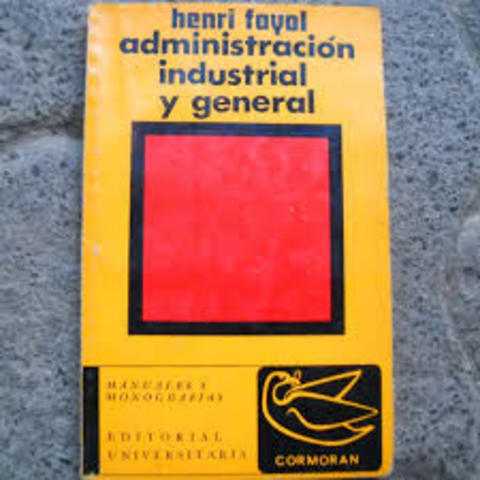 henri fayol
administración
industrial
y general
MANUALES Y
MONOGRAFIAS
EDITORIAL
UNIVERSITARIA
CORMORAN